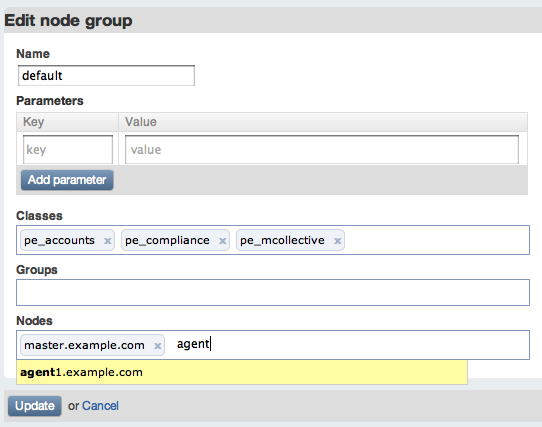 Edit node group
Name
default
Parameters
Key Value
key value
Add parameter
Classes
pe_accounts x pe_compliance x pe_mcollective x
Groups
Nodes
master.example.com x agent
agent1.example.com
Update or Cancel